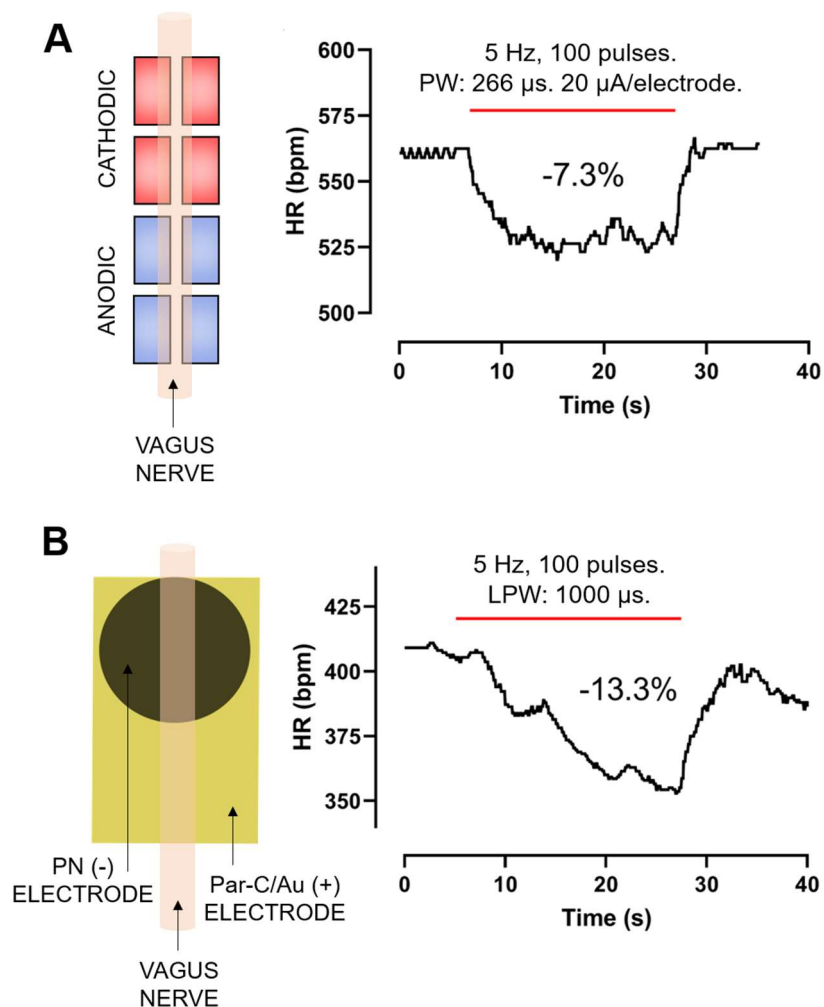 A
CATHODIC
ANODIC
VAGUS
NERVE
5 Hz, 100 pulses.
PW: 266 µs. 20 µA/electrode.
-7.3%
HR (bpm)
600
575
550
525
500
0 10 20 30 40
Time (s)
B
PN (-)
ELECTRODE
Par-C/Au (+)
ELECTRODE
VAGUS
NERVE
5 Hz, 100 pulses.
LPW: 1000 µs.
-13.3%
HR (bpm)
425
400
375
350
0 10 20 30 40
Time (s)